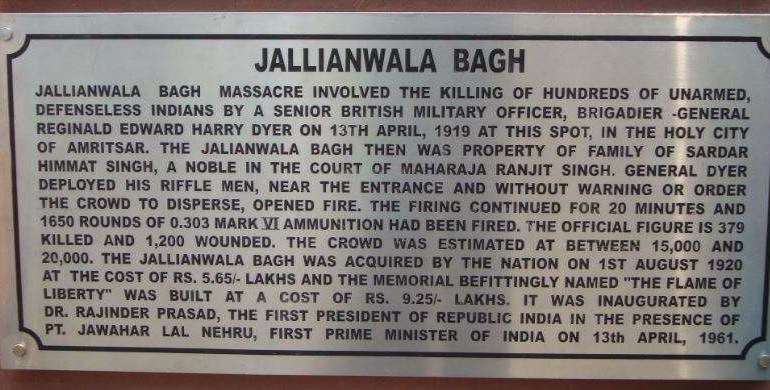 JALLIANWALA BAGH
JALLIANWALA BAGH MASSACRE INVOLVED THE KILLING OF HUNDREDS OF UNARMED,
DEFENSELESS INDIANS BY A SENIOR BRITISH MILITARY OFFICER, BRIGADIER -GENERAL
REGINALD EDWARD HARRY DYER ON 13TH APRIL, 1919 AT THIS SPOT, IN THE HOLY CITY
OF AMRITSAR. THE JALIANWALA BAGH THEN WAS PROPERTY OF FAMILY OF SARDAR
HIMMAT SINGH, A NOBLE IN THE COURT OF MAHARAJA RANJIT SINGH. GENERAL DYER
DEPLOYED HIS RIFFLE MEN, NEAR THE ENTRANCE AND WITHOUT WARNING OR ORDER
THE CROWD TO DISPERSE, OPENED FIRE. THE FIRING CONTINUED FOR 20 MINUTES AND
1650 ROUNDS OF 0.303 MARK VI AMMUNITION HAD BEEN FIRED. THE OFFICIAL FIGURE IS 379
KILLED AND 1,200 WOUNDED. THE CROWD WAS ESTIMATED AT BETWEEN 15,000 AND
20,000. THE JALLIANWALA BAGH WAS ACQUIRED BY THE NATION ON 1ST AUGUST 1920
AT THE COST OF RS. 5.65/- LAKHS AND THE MEMORIAL BEFITTINGLY NAMED "THE FLAME OF
LIBERTY" WAS BUILT AT A COST OF RS. 9.25/- LAKHS. IT WAS INAUGURATED BY
DR. RAJINDER PRASAD, THE FIRST PRESIDENT OF REPUBLIC INDIA IN THE PRESENCE OF
PT. JAWAHAR LAL NEHRU, FIRST PRIME MINISTER OF INDIA ON 13th APRIL, 1961.